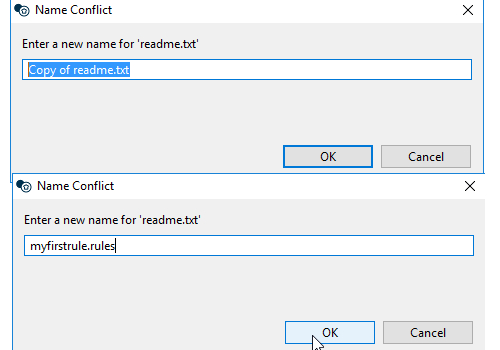 Name Conflict
Enter a new name for 'readme.txt'
Copy of readme.txt
OK Cancel
Name Conflict
Enter a new name for 'readme.txt'
myfirstrule.rules
OK Cancel